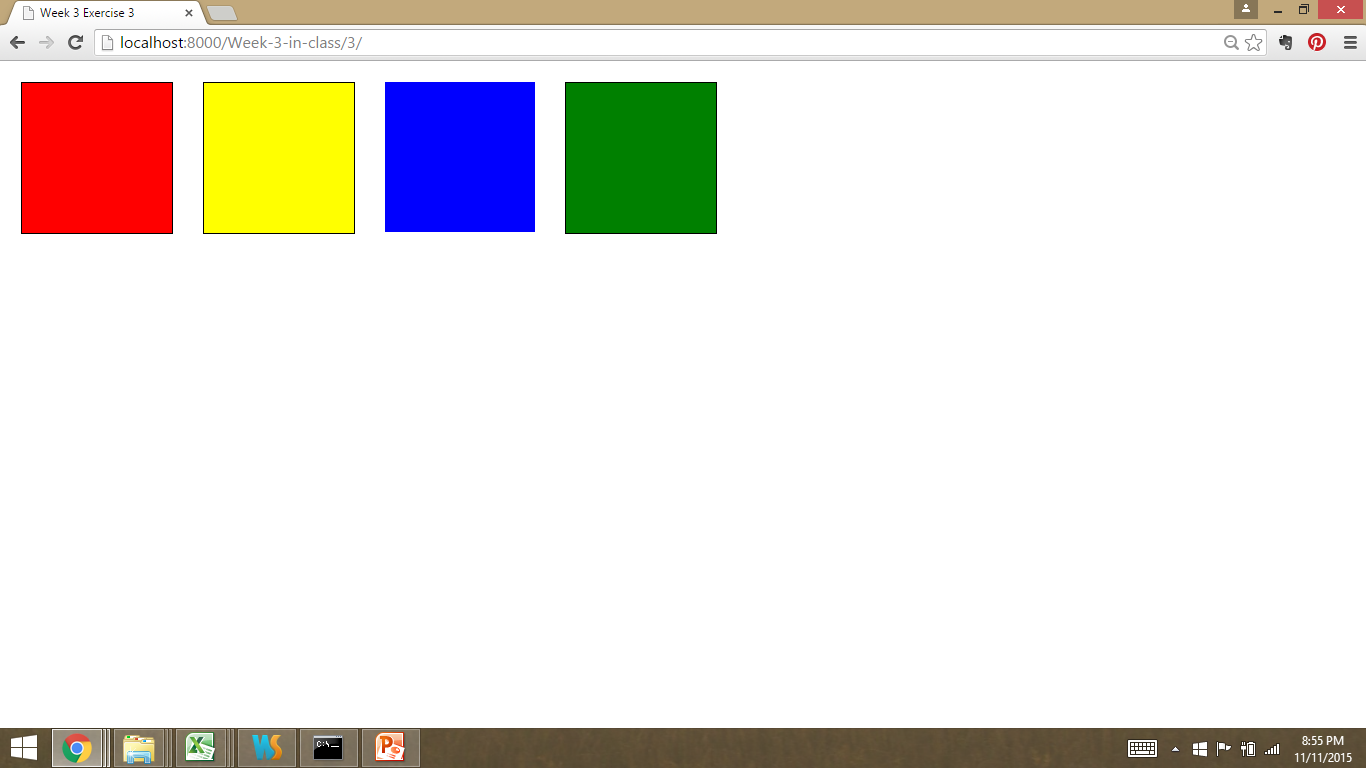 Week 3 Exercise 3
localhost:8000/Week-3-in-class/3/
8:55 PM
11/11/2015